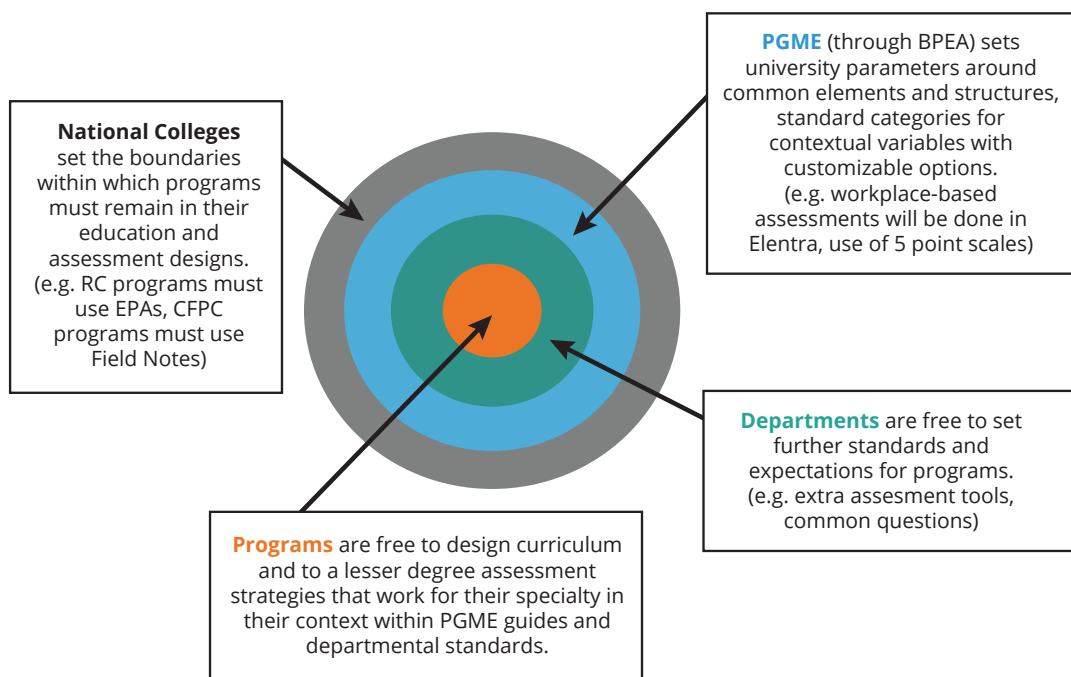 National Colleges
set the boundaries
within which programs
must remain in their
education and
assessment designs.
(e.g. RC programs must
use EPAs, CFPC
programs must use
Field Notes)
PGME (through BPEA) sets
university parameters around
common elements and structures,
standard categories for
contextual variables with
customizable options.
(e.g. workplace-based
assessments will be done in
Elentra, use of 5 point scales)
Departments are free to set
further standards and
expectations for programs.
(e.g. extra assesment tools,
common questions)
Programs are free to design curriculum
and to a lesser degree assessment
strategies that work for their specialty in
their context within PGME guides and
departmental standards.